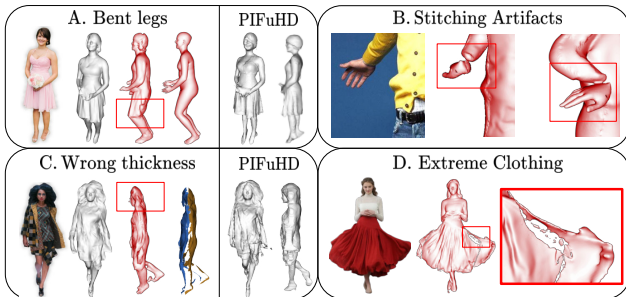 A. Bent legs
PIFuHD
B. Stitching Artifacts
C. Wrong thickness
PIFuHD
D. Extreme Clothing